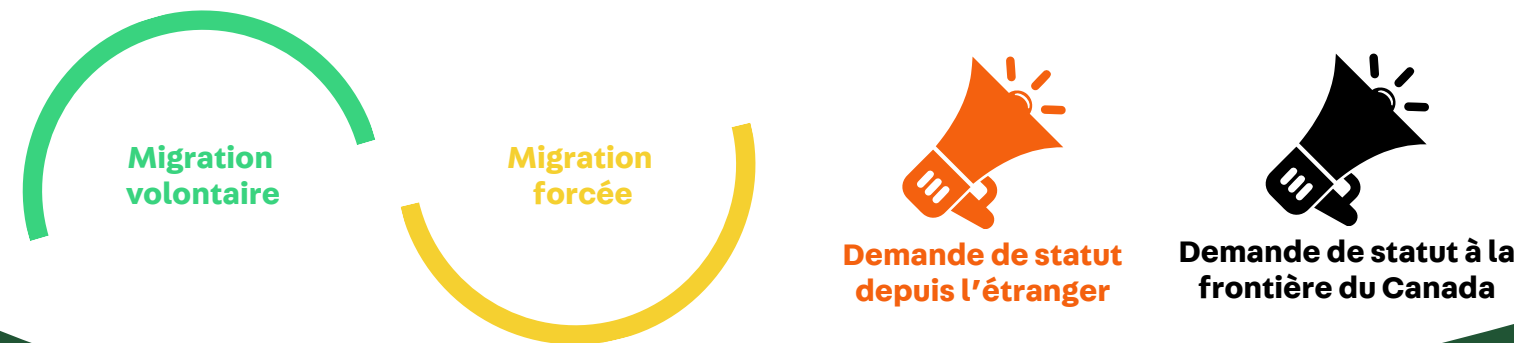 Migration
volontaire
Migration
forcée
Demande de statut
depuis l'étranger
Demande de statut à la
frontière du Canada